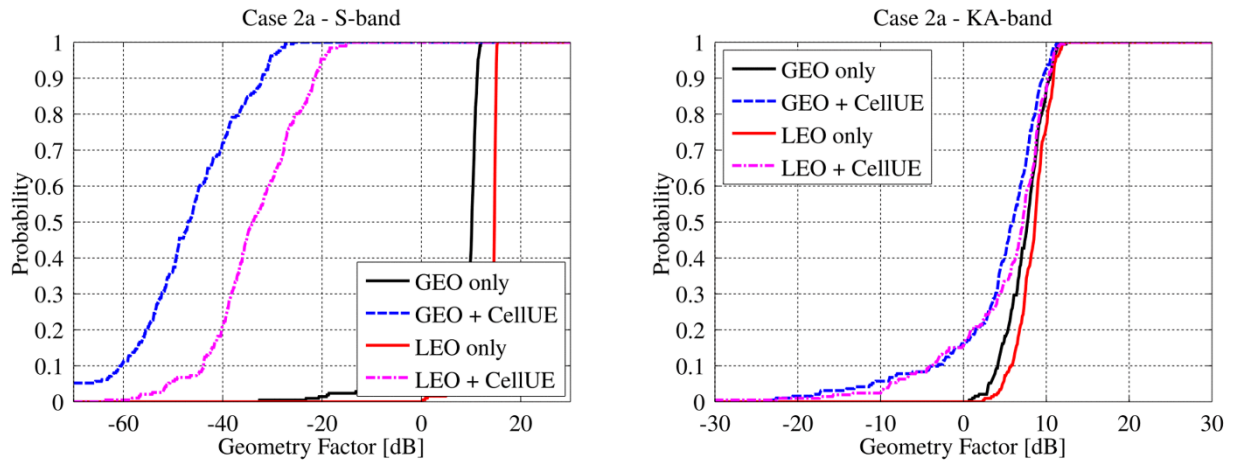 Case 2a - S-band
1
0.9
0.8
0.7
0.6
0.5
0.4
0.3
0.2
0.1
0
Probability
-60
-40
-20
0
20
Geometry Factor [dB]
GEO only
GEO + CellUE
LEO only
LEO + CellUE
Case 2a - KA-band
1
0.9
0.8
0.7
0.6
0.5
0.4
0.3
0.2
0.1
0
Probability
-30
-20
-10
0
10
20
30
Geometry Factor [dB]
GEO only
GEO + CellUE
LEO only
LEO + CellUE